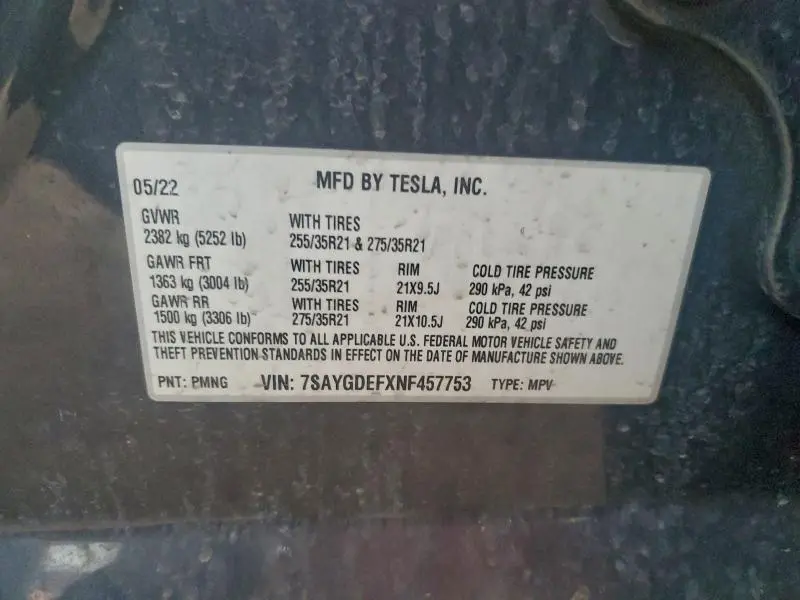 05/22 MFD BY TESLA, INC.
GVWR WITH TIRES
2382 kg (5252 lb) 255/35R21 & 275/35R21
GAWR FRT WITH TIRES RIM COLD TIRE PRESSURE
1363 kg (3004 lb) 255/35R21 21X9.5J 290 kPa, 42 psi
GAWR RR WITH TIRES RIM COLD TIRE PRESSURE
1500 kg (3306 lb) 275/35R21 21X10.5J 290 kPa, 42 psi
THIS VEHICLE CONFORMS TO ALL APPLICABLE U.S. FEDERAL MOTOR VEHICLE SAFETY AND
THEFT PREVENTION STANDARDS IN EFFECT ON THE DATE OF MANUFACTURE SHOWN ABOVE.
PNT: PMNG VIN: 7SAYGDEFXNF457753 TYPE: MPV